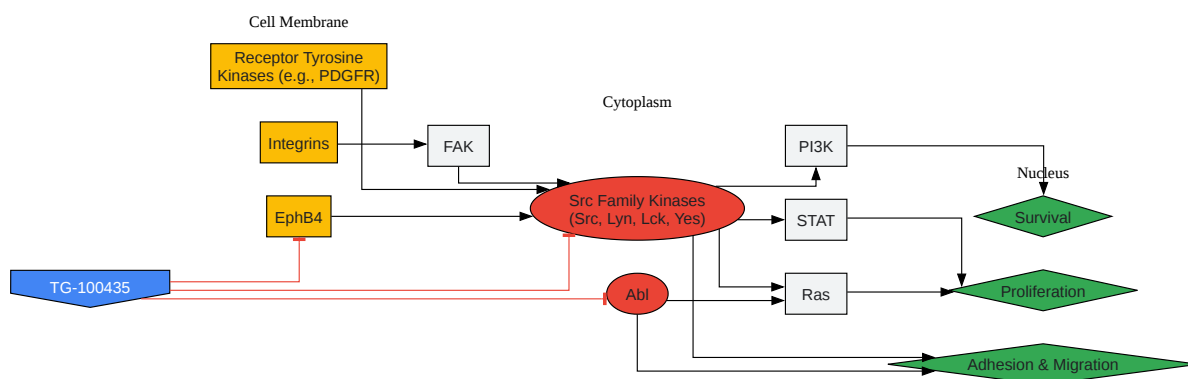 Cell Membrane
Receptor Tyrosine
Kinases (e.g., PDGFR)
Cytoplasm
Integrins
FAK
PI3K
Nucleus
Src Family Kinases
(Src, Lyn, Lck, Yes)
EphB4
STAT
Survival
TG-100435
Abl
Ras
Proliferation
Adhesion & Migration